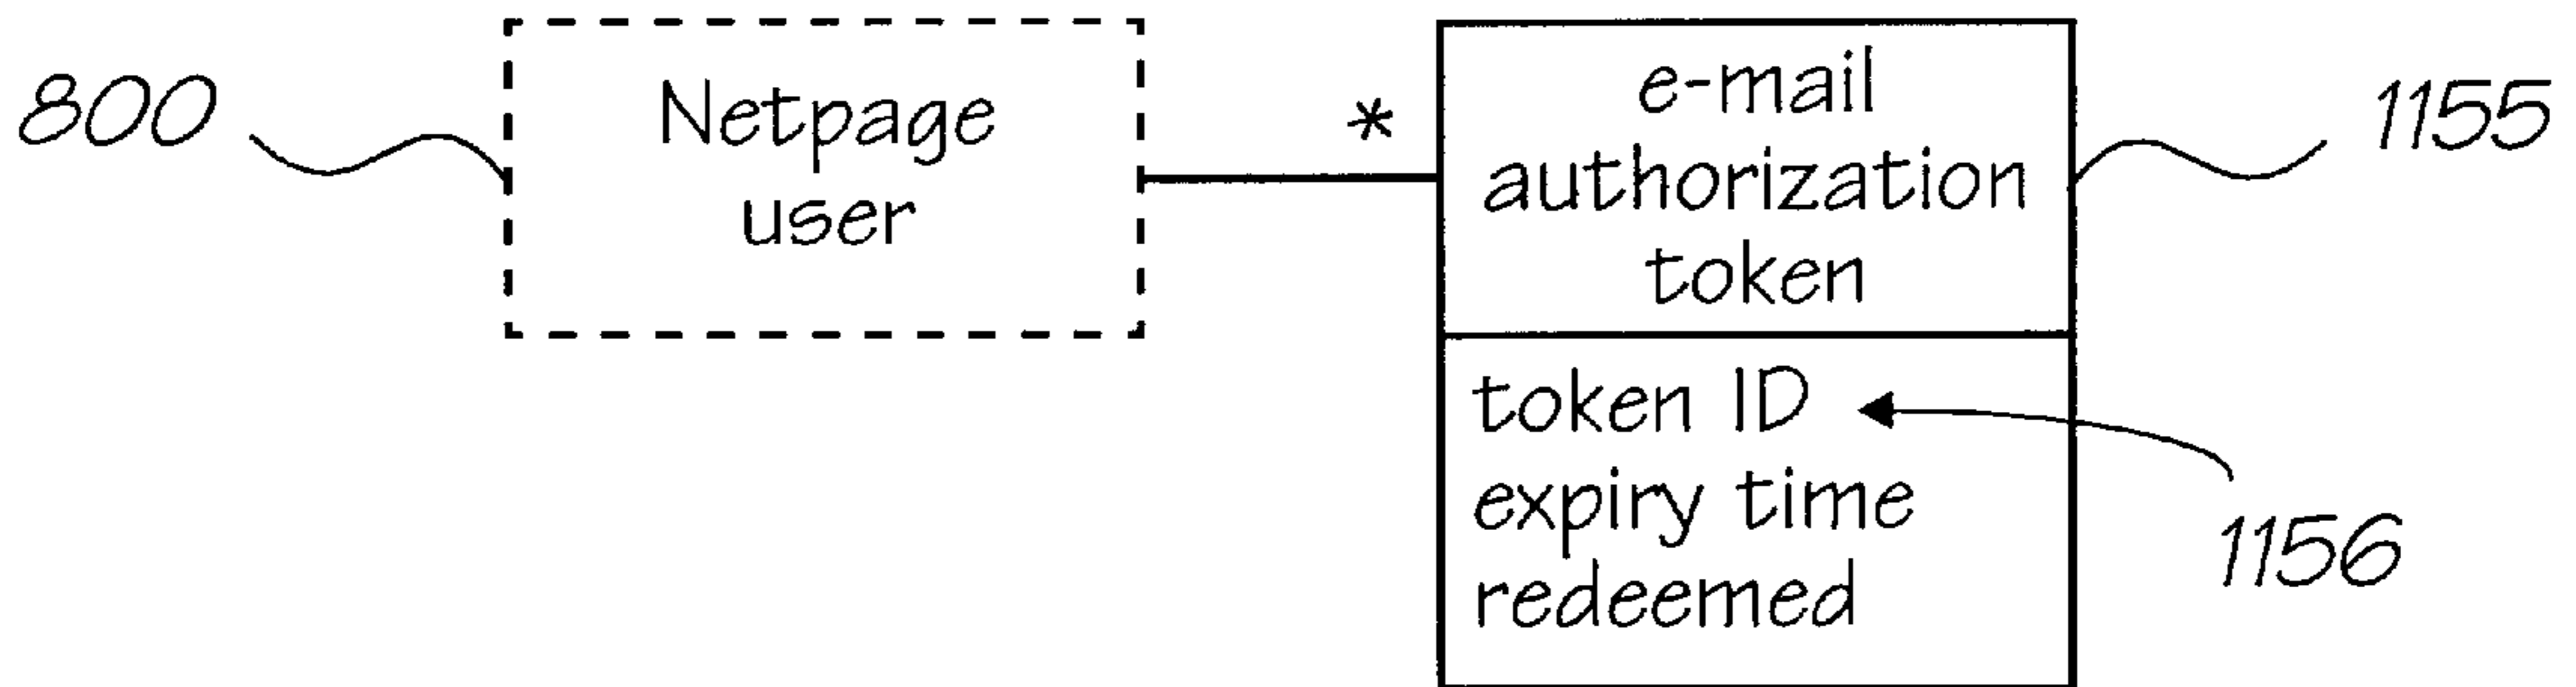 800
Netpage
user
*
e-mail
authorization
token
1155
token ID
expiry time
redeemed
1156